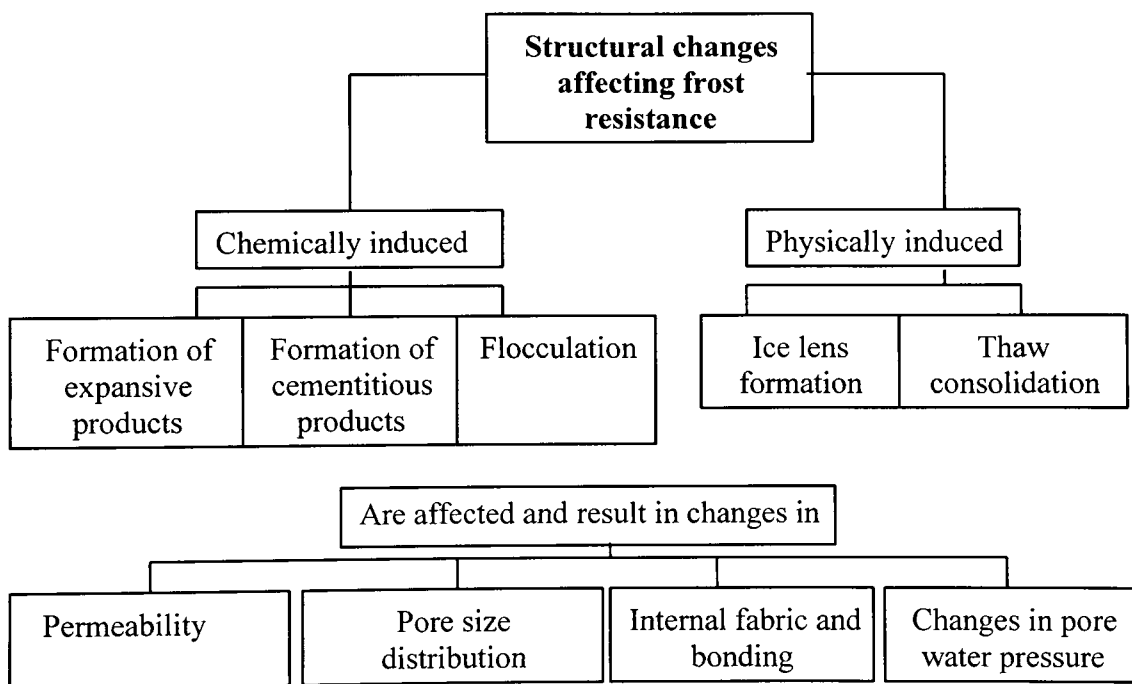 Structural changes
affecting frost
resistance
Chemically induced
Physically induced
Formation of
expansive
products
Formation of
cementitious
products
Flocculation
Ice lens
formation
Thaw
consolidation
Are affected and result in changes in
Permeability
Pore size
distribution
Internal fabric and
bonding
Changes in pore
water pressure